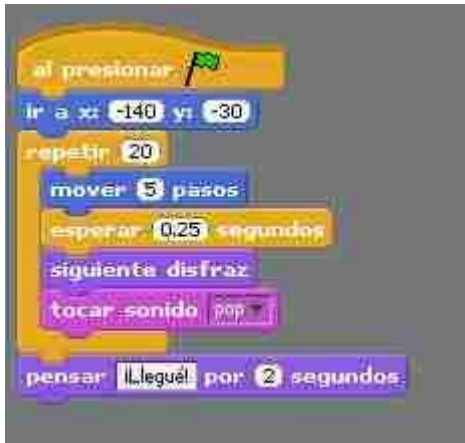 al presionar
ir a x: -140 y: -30
repetir 20
mover 5 pasos
esperar 0.25 segundos
siguiente disfraz
tocar sonido pop
pensar ¡Llegué! por 2 segundos